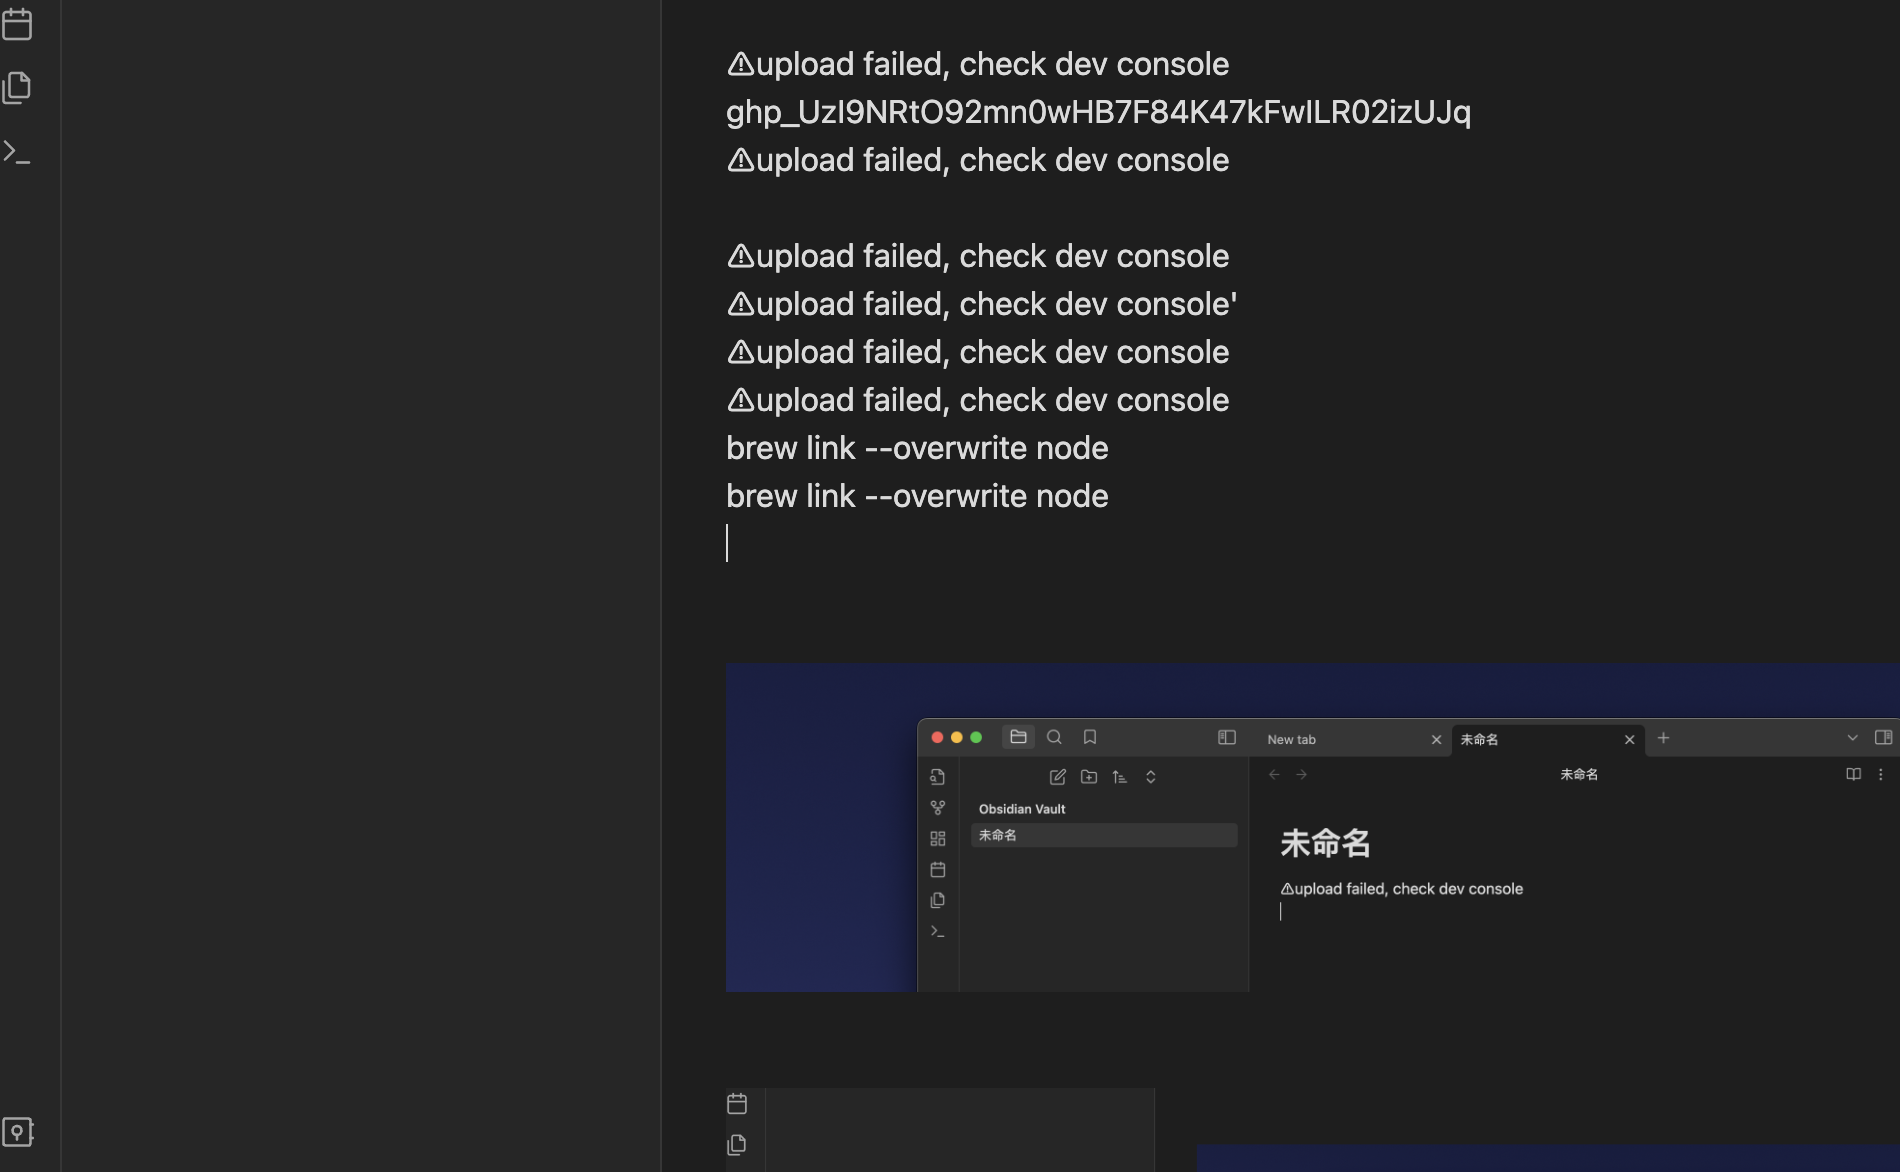 ⚠upload failed, check dev console
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
⚠upload failed, check dev console
⚠upload failed, check dev console
⚠upload failed, check dev console'
⚠upload failed, check dev console
⚠upload failed, check dev console
brew link --overwrite node
brew link --overwrite node
New tab
未命名
未命名
Obsidian Vault
未命名
未命名
⚠upload failed, check dev console